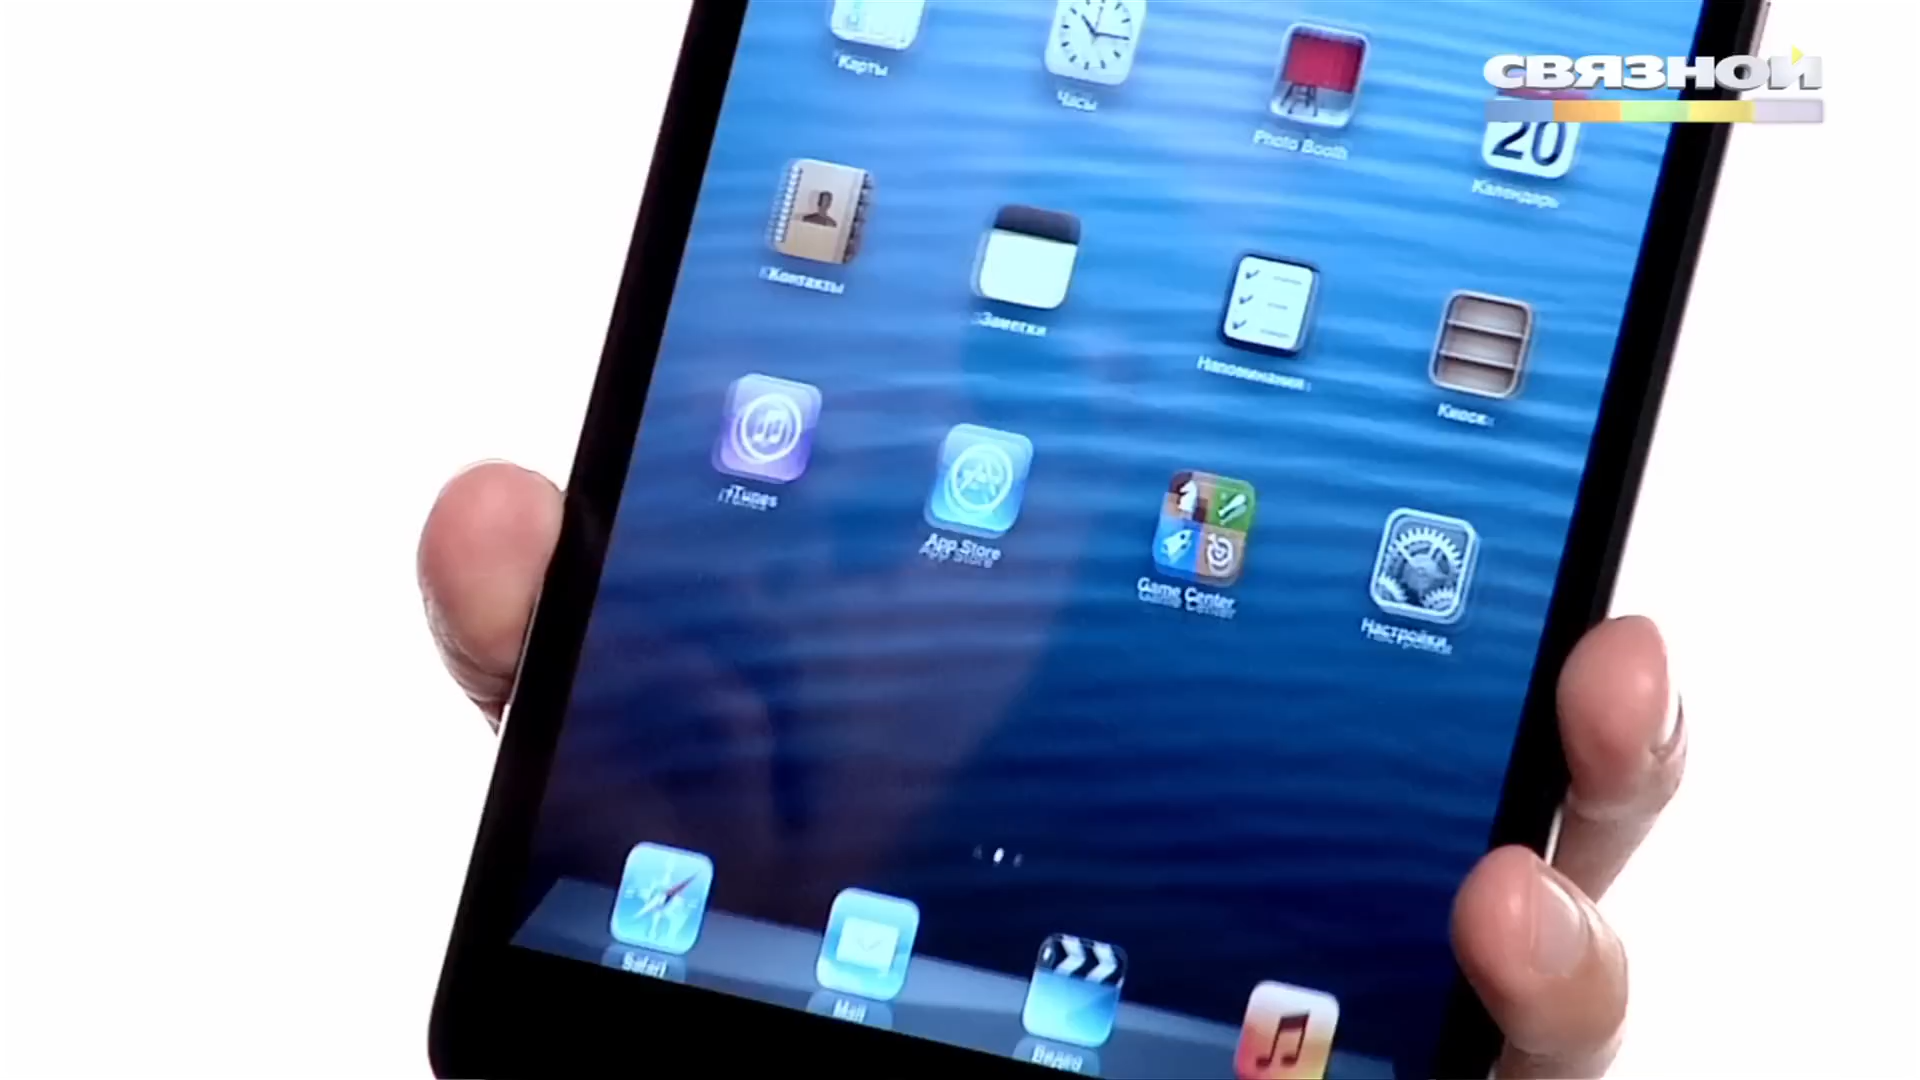 СВЯЗНОЙ
Карты
Часы
Photo Booth
20
Календарь
Контакты
Заметки
Напоминания
Киоск
iTunes
App Store
Game Center
Настройки
Safari
Mail
Видео